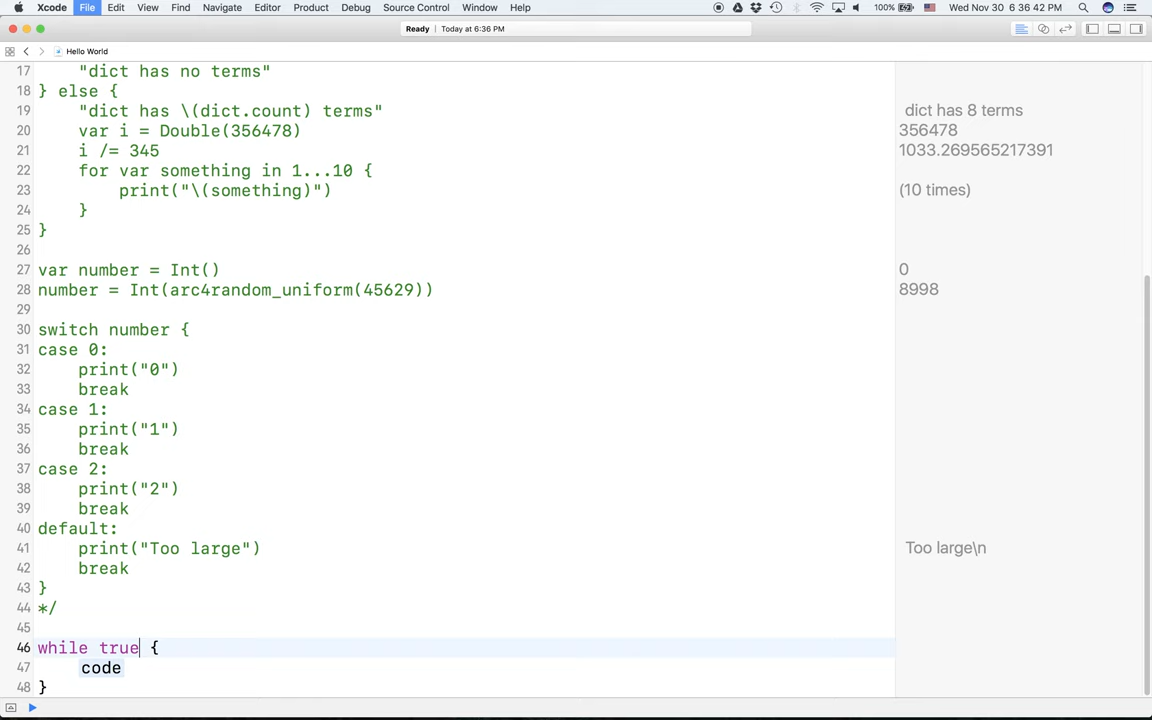 Xcode File Edit View Find Navigate Editor Product Debug Source Control Window Help 100% Wed Nov 30 6:36:42 PM
Ready Today at 6:36 PM
Hello World
17 "dict has no terms"
18 } else {
19 "dict has \(dict.count) terms" dict has 8 terms
20 var i = Double(356478) 356478
21 i /= 345 1033.269565217391
22 for var something in 1...10 {
23 print("\(something)") (10 times)
24 }
25 }
26
27 var number = Int() 0
28 number = Int(arc4random_uniform(45629)) 8998
29
30 switch number {
31 case 0:
32 print("0")
33 break
34 case 1:
35 print("1")
36 break
37 case 2:
38 print("2")
39 break
40 default:
41 print("Too large") Too large\n
42 break
43 }
44 */
45
46 while true {
47 code
48 }